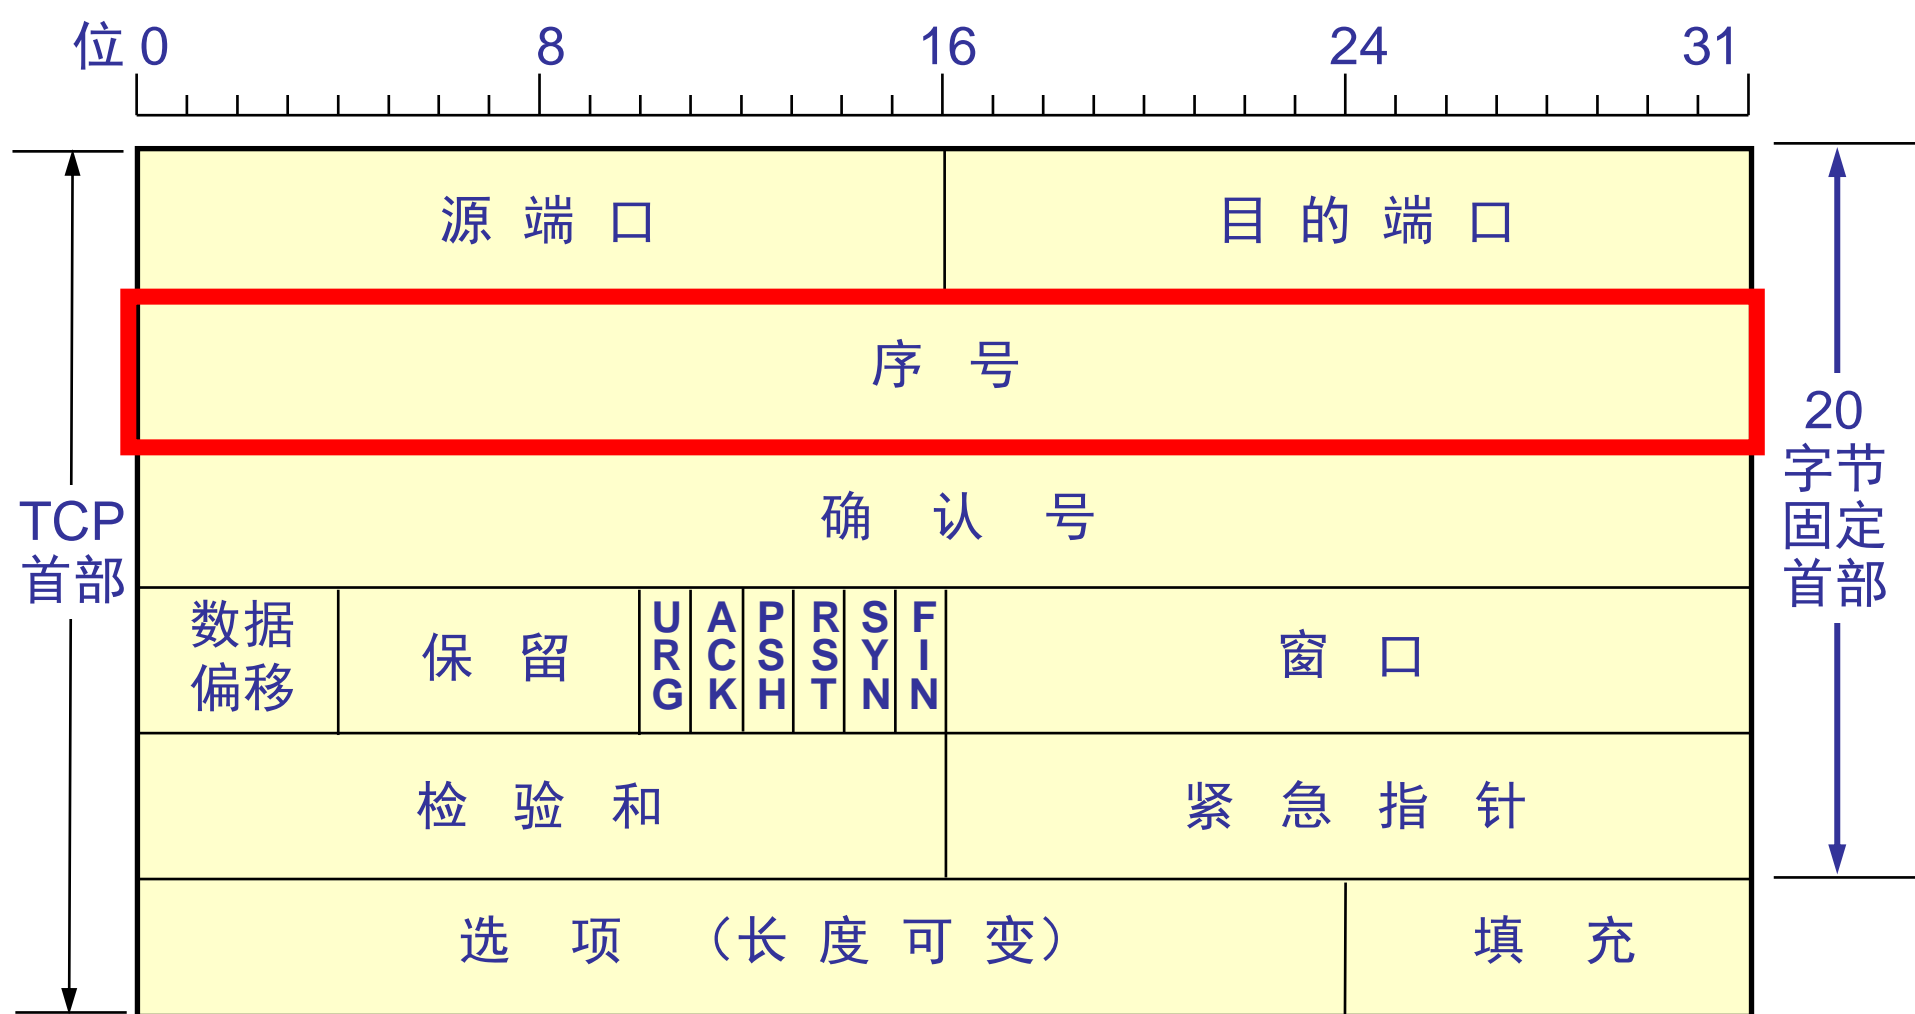 位 0 8 16 24 31
源端口 目的端口
序号
确认号
TCP
首部
20
字节
固定
首部
数据
偏移
保留
URG
ACK
PSH
RST
SYN
FIN
窗口
检验和 紧急指针
选项（长度可变） 填充